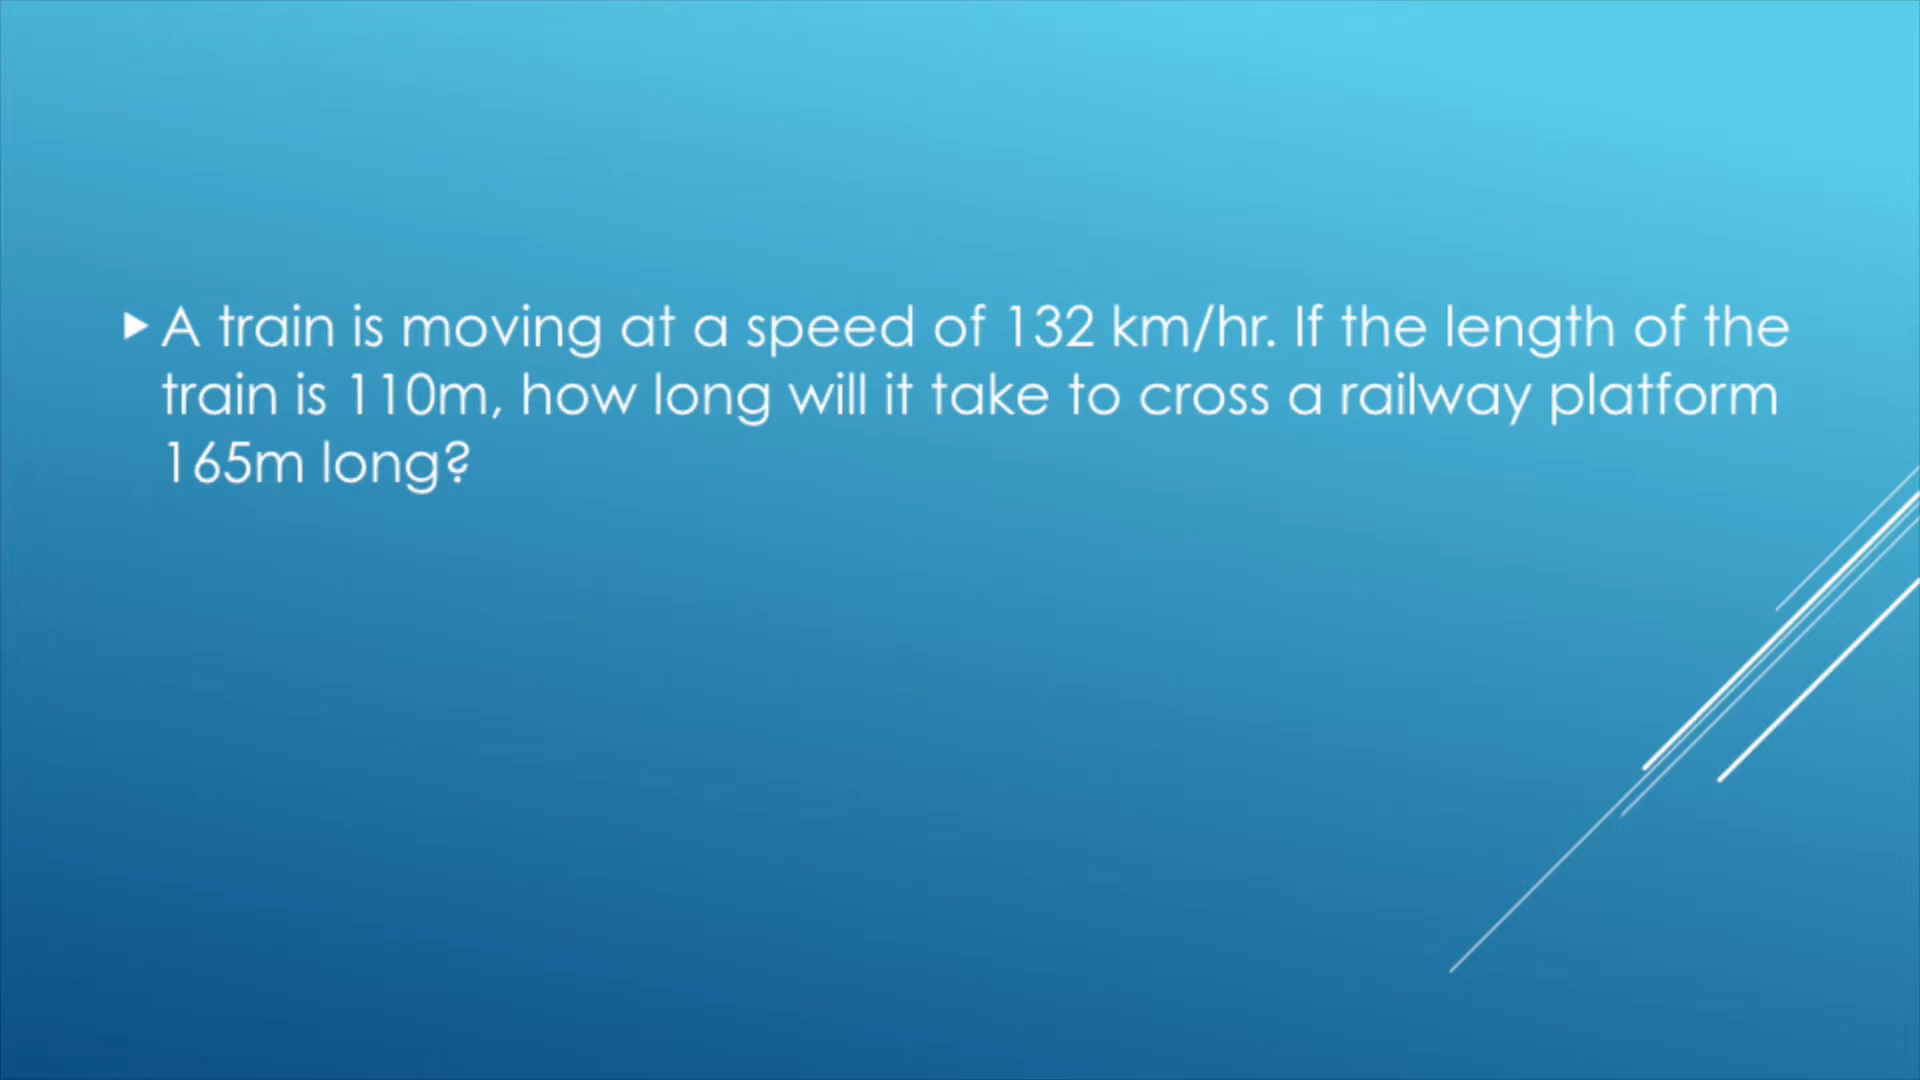 A train is moving at a speed of 132 km/hr. If the length of the
train is 110m, how long will it take to cross a railway platform
165m long?